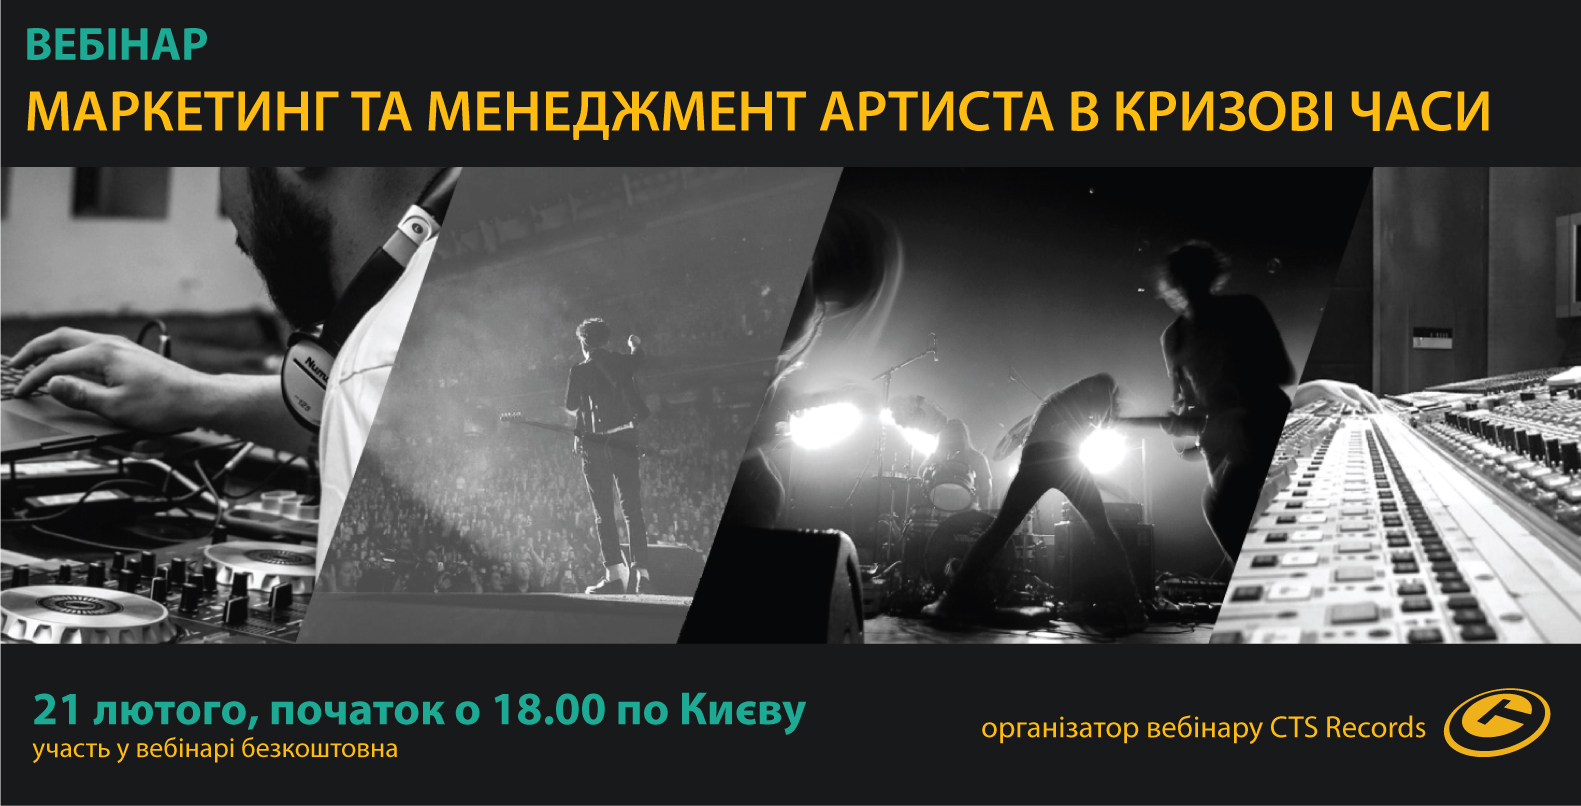 ВЕБІНАР
МАРКЕТИНГ ТА МЕНЕДЖМЕНТ АРТИСТА В КРИЗОВІ ЧАСИ
21 лютого, початок о 18.00 по Києву
участь у вебінарі безкоштовна
організатор вебінару CTS Records